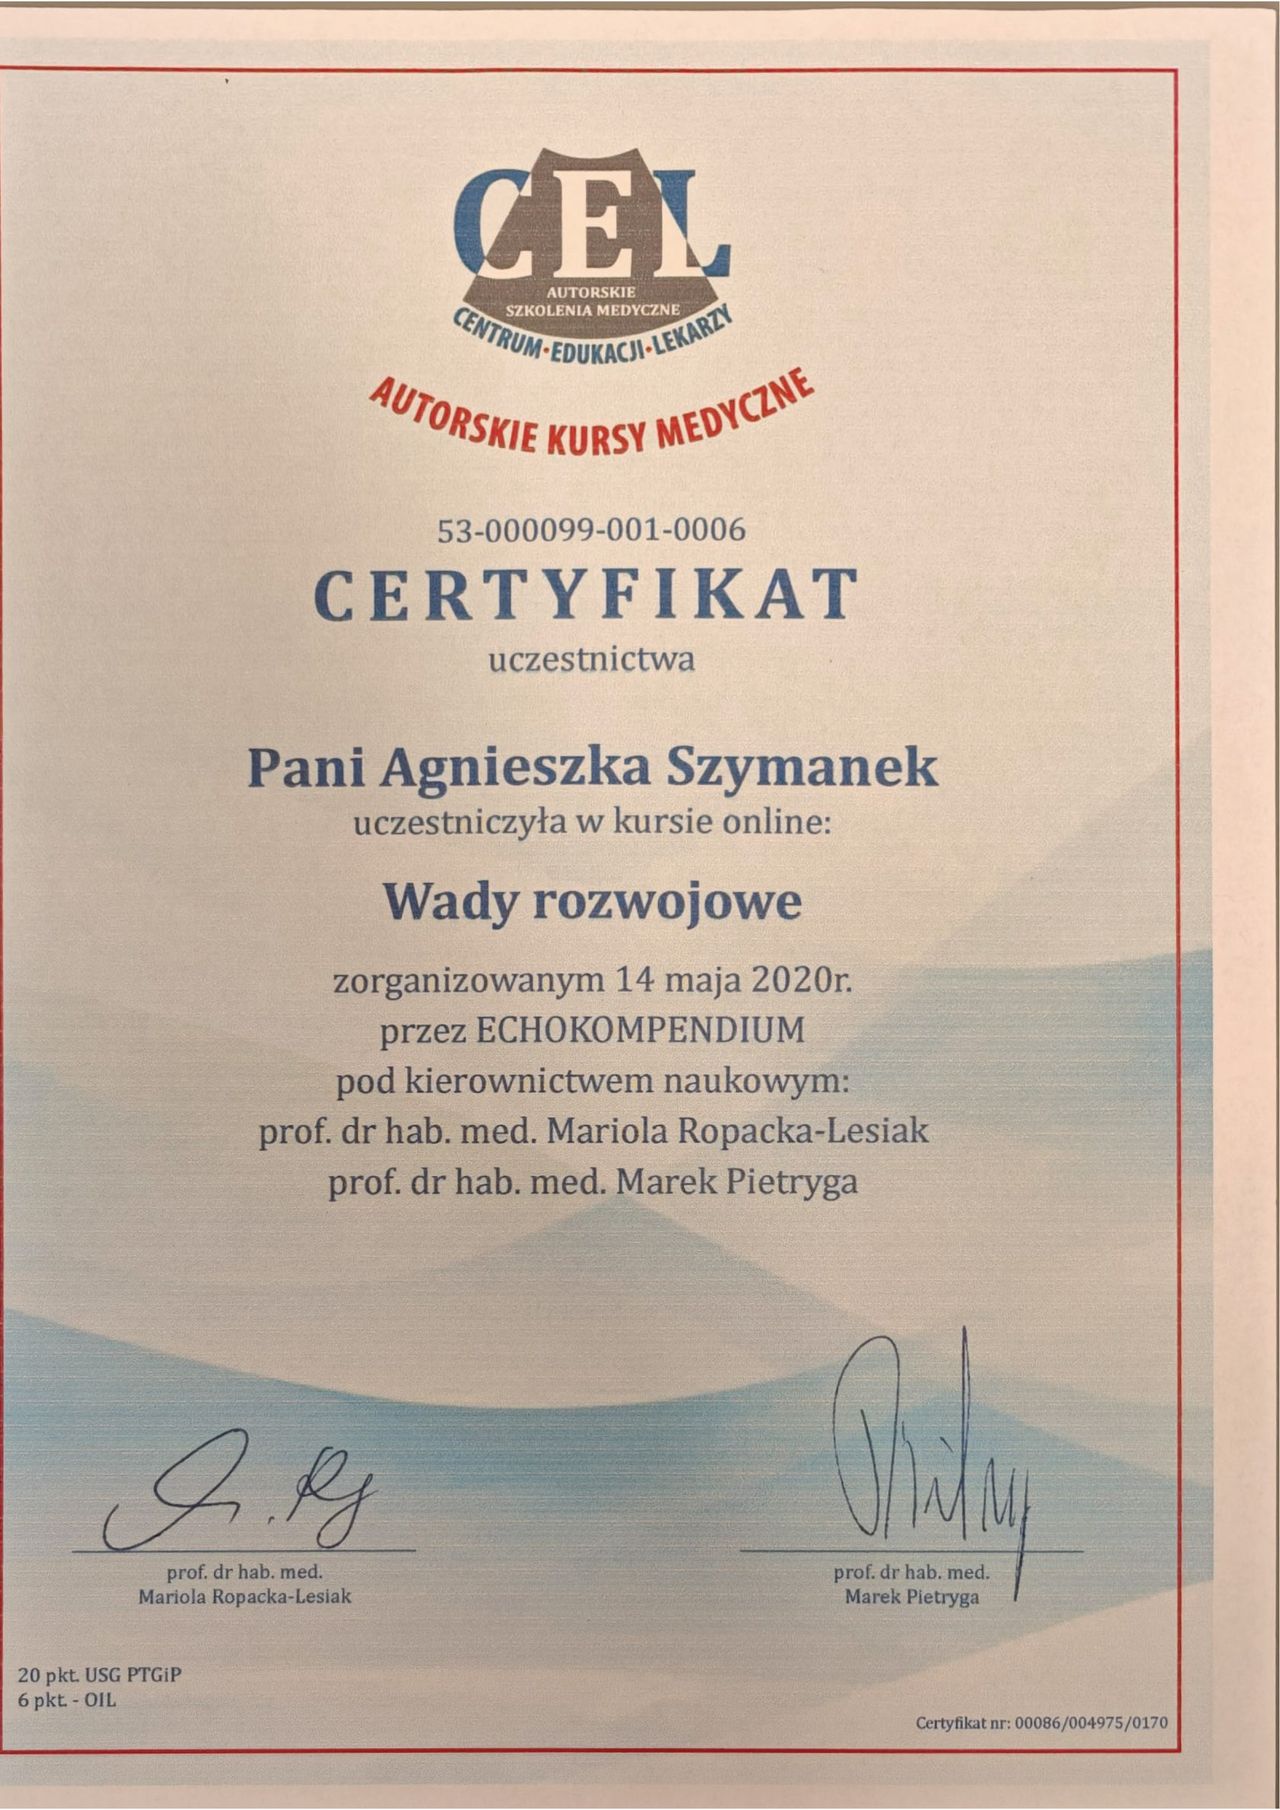 CEL
AUTORSKIE
SZKOLENIA MEDYCZNE
CENTRUM•EDUKACJI•LEKARZY
AUTORSKIE KURSY MEDYCZNE
53-000099-001-0006
CERTYFIKAT
uczestnictwa
Pani Agnieszka Szymanek
uczestniczyła w kursie online:
Wady rozwojowe
zorganizowanym 14 maja 2020r.
przez ECHOKOMPENDIUM
pod kierownictwem naukowym:
prof. dr hab. med. Mariola Ropacka-Lesiak
prof. dr hab. med. Marek Pietryga
prof. dr hab. med.
Mariola Ropacka-Lesiak
prof. dr hab. med.
Marek Pietryga
20 pkt. USG PTGiP
6 pkt. - OIL
Certyfikat nr: 00086/004975/0170